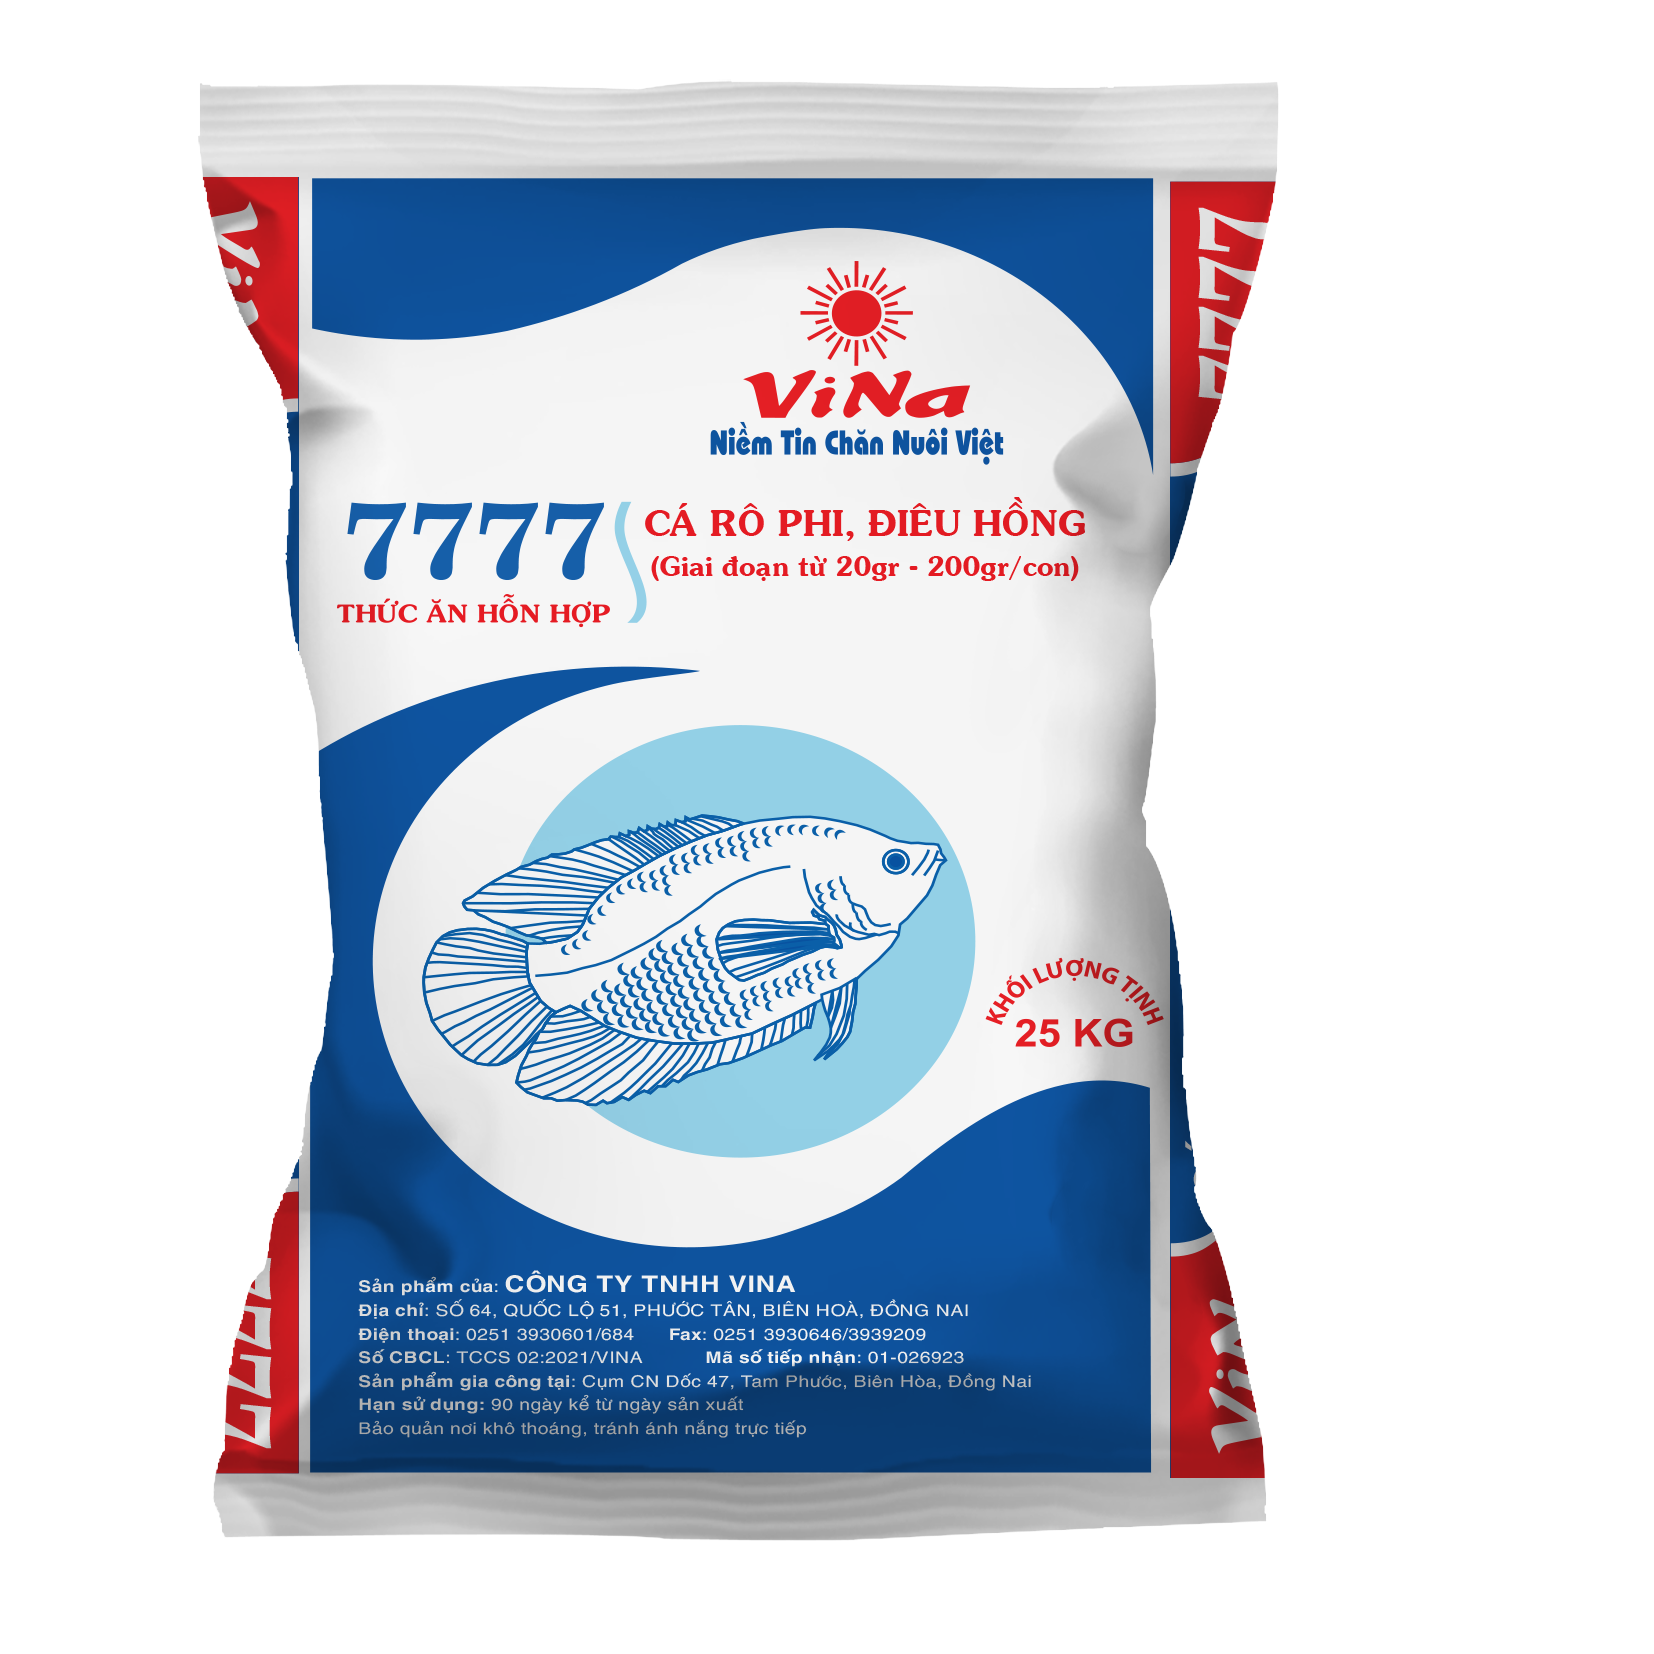 ViNa
Niềm Tin Chăn Nuôi Việt
7777
THỨC ĂN HỖN HỢP
CÁ RÔ PHI, ĐIÊU HỒNG
(Giai đoạn từ 20gr - 200gr/con)
KHỐI LƯỢNG TỊNH
25 KG
Sản phẩm của: CÔNG TY TNHH VINA
Địa chỉ: SỐ 64, QUỐC LỘ 51, PHƯỚC TÂN, BIÊN HOÀ, ĐỒNG NAI
Điện thoại: 0251 3930601/684 Fax: 0251 3930646/3939209
Số CBCL: TCCS 02:2021/VINA Mã số tiếp nhận: 01-026923
Sản phẩm gia công tại: Cụm CN Dốc 47, Tam Phước, Biên Hòa, Đồng Nai
Hạn sử dụng: 90 ngày kể từ ngày sản xuất
Bảo quản nơi khô thoáng, tránh ánh nắng trực tiếp
7777
7777